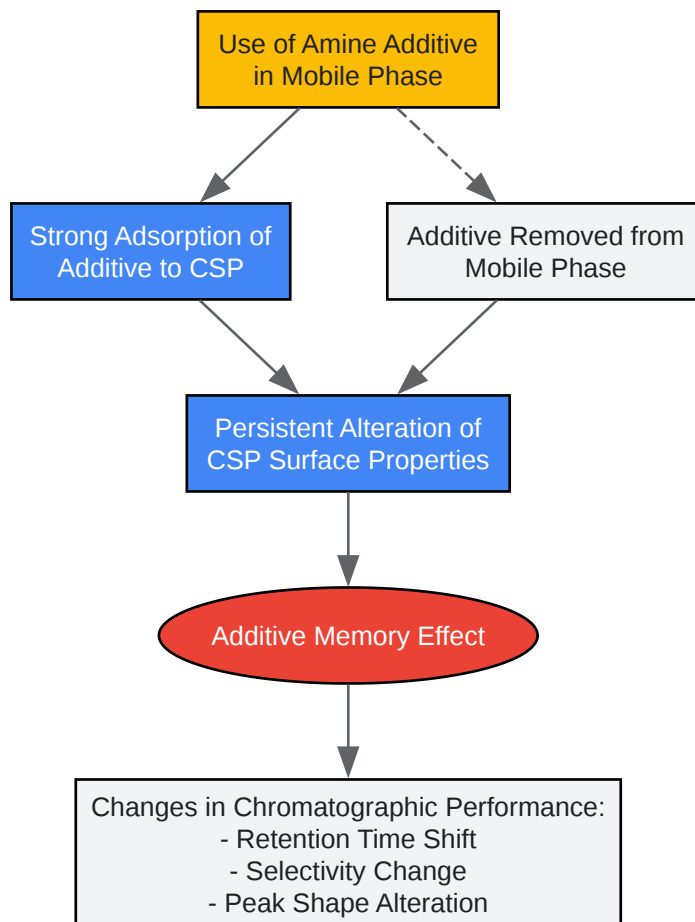 Use of Amine Additive
in Mobile Phase
Strong Adsorption of
Additive to CSP
Additive Removed from
Mobile Phase
Persistent Alteration of
CSP Surface Properties
Additive Memory Effect
Changes in Chromatographic Performance:
- Retention Time Shift
- Selectivity Change
- Peak Shape Alteration